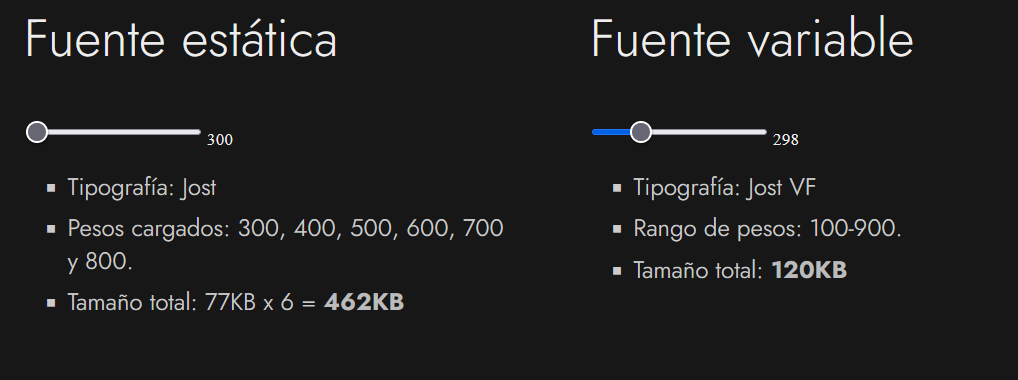 Fuente estática
300
▪ Tipografía: Jost
▪ Pesos cargados: 300, 400, 500, 600, 700
y 800.
▪ Tamaño total: 77KB x 6 = 462KB
Fuente variable
298
▪ Tipografía: Jost VF
▪ Rango de pesos: 100-900.
▪ Tamaño total: 120KB